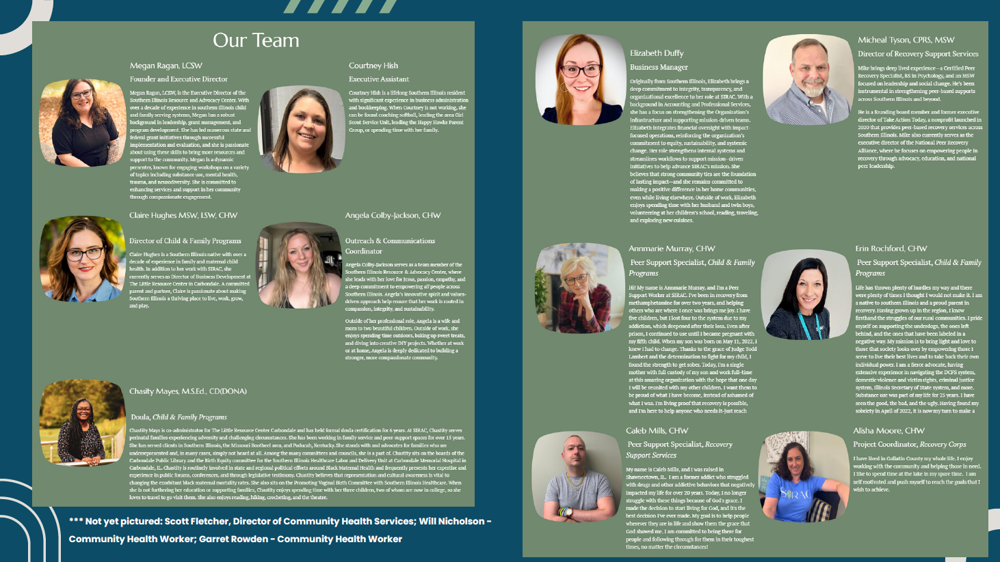 Our Team
Megan Ragan, LCSW
Founder and Executive Director
Megan Ragan, LCSW, is the Executive Director of the
Southern Illinois Resource and Advocacy Center. With
over a decade of experience in southern Illinois child
and family serving systems, Megan has a robust
background in leadership, grant management, and
program development. She has led numerous state and
federal grant initiatives through successful
implementation and evaluation, and she is passionate
about using these skills to bring more resources and
support to the community. Megan is a dynamic
presenter, known for engaging workshops on a variety
of topics including substance use, mental health,
trauma, and neurodiversity. She is committed to
enhancing services and support in her community
through compassionate engagement.
Courtney Hish
Executive Assistant
Courtney Hish is a lifelong Southern Illinois resident
with significant experience in business administration
and bookkeeping. When Courtney is not working, she
can be found coaching softball, leading the area Girl
Scout Service Unit, leading the Happy Hawks Parent
Group, or spending time with her family.
Claire Hughes MSW, LSW, CHW
Director of Child & Family Programs
Claire Hughes is a Southern Illinois native with over a
decade of experience in family and maternal child
health. In addition to her work with SIRAC, she
currently serves as Director of Business Development at
The Little Resource Center in Carbondale. A committed
parent and partner, Claire is passionate about making
Southern Illinois a thriving place to live, work, grow,
and play.
Angela Colby-Jackson, CHW
Outreach & Communications
Coordinator
Angela Colby-Jackson serves as a team member of the
Southern Illinois Resource & Advocacy Center, where
she leads with her love for Jesus, passion, empathy, and
a deep commitment to empowering all people across
Southern Illinois. Angela's innovative spirit and values-
driven approach help ensure that her work is rooted in
compassion, integrity, and sustainability.
Outside of her professional role, Angela is a wife and
mom to two beautiful children. Outside of work, she
enjoys spending time outdoors, baking up sweet treats,
and diving into creative DIY projects. Whether at work
or at home, Angela is deeply dedicated to building a
stronger, more compassionate community.
Chasity Mayes, M.S.Ed., CD(DONA)
Doula, Child & Family Programs
Chastity Mays is co-administrator for The Little Resource Center Carbondale and has held formal doula certification for 6 years. At SIRAC, Chastity serves
perinatal families experiencing adversity and challenging circumstances. She has been working in family service and peer-support spaces for over 15 years.
She has served clients in Southern Illinois, the Missouri Bootheel area, and Paducah, Kentucky. She stands with and advocates for families who are
underrepresented and, in many cases, simply not heard at all. Among the many committees and councils, she is a part of. Chastity sits on the boards of the
Carbondale Public Library and the Birth Equity committee for the Southern Illinois Healthcare Labor and Delivery Unit at Carbondale Memorial Hospital in
Carbondale, IL. Chastity is routinely involved in state and regional political efforts around Black Maternal Health and frequently presents her expertise and
experience in public forums, conferences, and through legislative testimony. Chastity believes that representation and cultural awareness is vital to
changing the exorbitant black maternal mortality rates. She also sits on the Promoting Vaginal Birth Committee with Southern Illinois Healthcare. When
she is not furthering her education or supporting families, Chastity enjoys spending time with her three children, two of whom are now in college, so she
loves to travel to go visit them. She also enjoys reading, hiking, crocheting, and the theatre.
*** Not yet pictured: Scott Fletcher, Director of Community Health Services; Will Nicholson -
Community Health Worker; Garret Rowden - Community Health Worker
Elizabeth Duffy
Business Manager
Originally from Southern Illinois, Elizabeth brings a
deep commitment to integrity, transparency, and
organizational excellence to her role at SIRAC. With a
background in Accounting and Professional Services,
she has a focus on strengthening the Organization's
infrastructure and supporting mission-driven teams.
Elizabeth integrates financial oversight with impact-
focused operations, reinforcing the organization's
commitment to equity, sustainability, and systemic
change. Her role strengthens internal systems and
streamlines workflows to support mission- driven
initiatives to help advance SIRAC's mission. She
believes that strong community ties are the foundation
of lasting impact—and she remains committed to
making a positive difference in her home communities,
even while living elsewhere. Outside of work, Elizabeth
enjoys spending time with her husband and twin boys,
volunteering at her children's school, reading, traveling,
and exploring new cuisines.
Micheal Tyson, CPRS, MSW
Director of Recovery Support Services
Mike brings deep lived experience—a Certified Peer
Recovery Specialist, BS in Psychology, and an MSW
focused on leadership and social change. He's been
instrumental in strengthening peer-based supports
across Southern Illinois and beyond.
He is a founding board member and former executive
director of Take Action Today, a nonprofit launched in
2020 that provides peer-based recovery services across
Southern Illinois. Mike also currently serves as the
executive director of the National Peer Recovery
Alliance, where he focuses on empowering people in
recovery through advocacy, education, and national
peer leadership.
Annmarie Murray, CHW
Peer Support Specialist, Child & Family
Programs
Hi! My name is Annmarie Murray, and I'm a Peer
Support Worker at SIRAC. I've been in recovery from
methamphetamine for over two years, and helping
others who are where I once was brings me joy. I have
five children, but I lost four to the system due to my
addiction, which deepened after their loss. Even after
prison, I continued to use until I became pregnant with
my fifth child. When my son was born on May 11, 2022, I
knew I had to change. Thanks to the grace of Judge Todd
Lambert and the determination to fight for my child, I
found the strength to get sober. Today, I'm a single
mother with full custody of my son and work full-time
at this amazing organization with the hope that one day
I will be reunited with my other children. I want them to
be proud of what I have become, instead of ashamed of
what I was. I'm living proof that recovery is possible,
and I'm here to help anyone who needs it-just reach
Erin Rochford, CHW
Peer Support Specialist, Child & Family
Programs
Life has thrown plenty of hurdles my way and there
were plenty of times I thought I would not make it. I am
a native to southern Illinois and a proud parent in
recovery. Having grown up in the region, I know
firsthand the struggles of our rural communities. I pride
myself on supporting the underdogs, the ones left
behind, and the ones that have been labeled in a
negative way. My mission is to bring light and love to
those that society looks over by empowering those I
serve to live their best lives and to take back their own
individual power. I am a fierce advocate, having
extensive experience in navigating the DCFS system,
domestic violence and victim rights, criminal justice
system, Illinois Secretary of State system, and more.
Substance use was part of my life for 25 years. I have
seen the good, the bad, and the ugly. Having found my
sobriety in April of 2022, it is now my turn to make a
Caleb Mills, CHW
Peer Support Specialist, Recovery
Support Services
My name is Caleb Mills, and I was raised in
Shawneetown, IL. I am a former addict who struggled
with drugs and other addictive behaviors that negatively
impacted my life for over 20 years. Today, I no longer
struggle with these things because of God's grace. I
made the decision to start living for God, and it's the
best decision I've ever made. My goal is to help people
wherever they are in life and show them the grace that
God showed me. I am committed to being there for
people and following through for them in their toughest
times, no matter the circumstances!
Alisha Moore, CHW
Project Coordinator, Recovery Corps
I have lived in Gallatin County my whole life. I enjoy
working with the community and helping those in need.
I like to spend time at the lake in my spare time. I am
self motivated and push myself to reach the goals that I
wish to achieve.
SIRAC